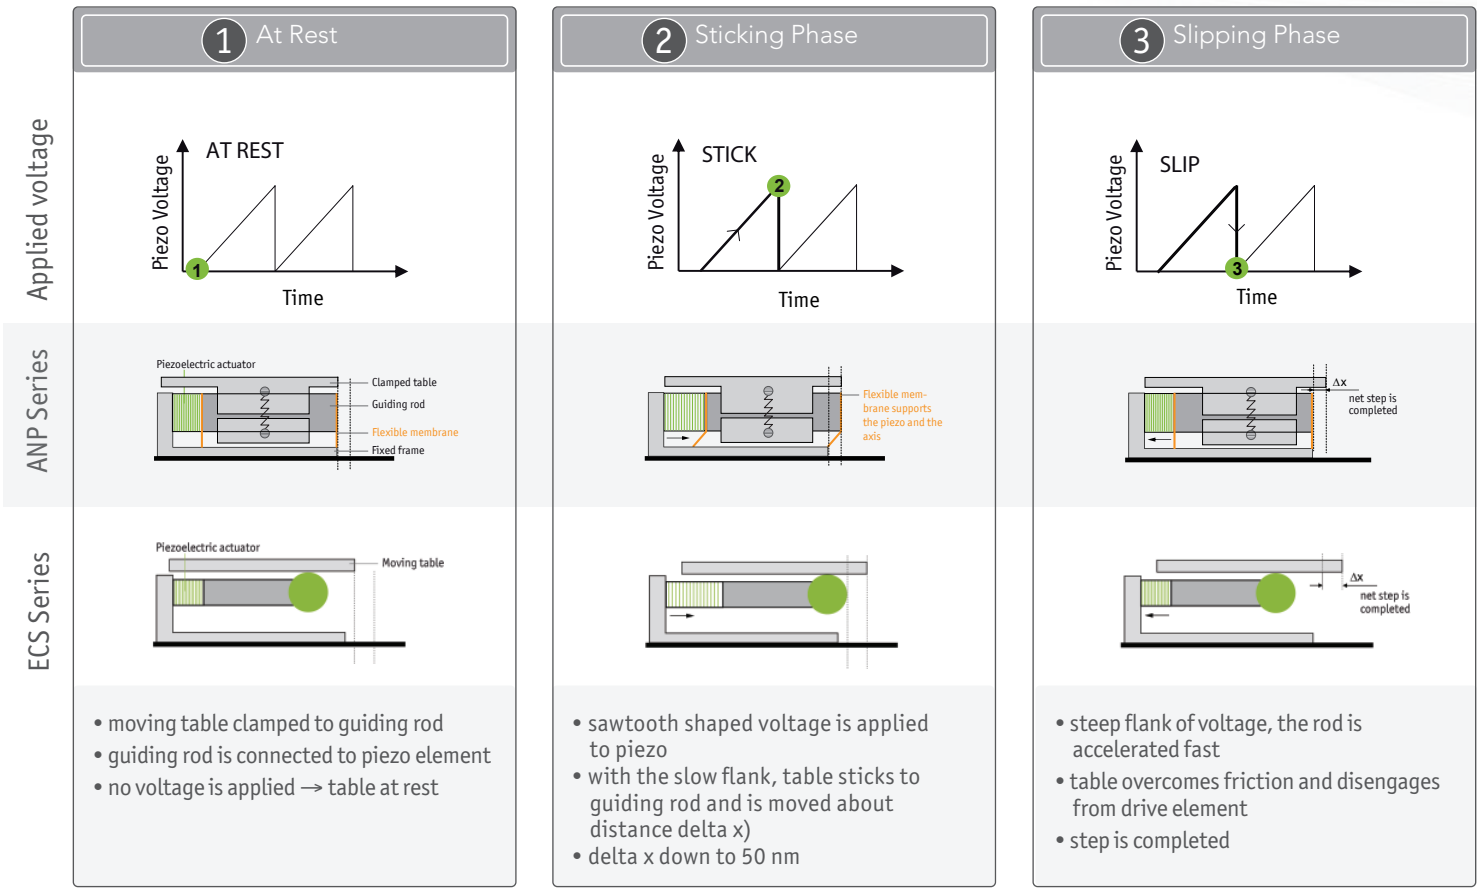 1 At Rest
2 Sticking Phase
3 Slipping Phase
Applied voltage
AT REST
Piezo Voltage
1
Time
STICK
Piezo Voltage
2
Time
SLIP
Piezo Voltage
3
Time
ANP Series
Piezoelectric actuator
Clamped table
Guiding rod
Flexible membrane
Fixed frame
Flexible mem-
brane supports
the piezo and the
axis
Δx
net step is
completed
ECS Series
Piezoelectric actuator
Moving table
Δx
net step is
completed
• moving table clamped to guiding rod
• guiding rod is connected to piezo element
• no voltage is applied → table at rest
• sawtooth shaped voltage is applied
to piezo
• with the slow flank, table sticks to
guiding rod and is moved about
distance delta x)
• delta x down to 50 nm
• steep flank of voltage, the rod is
accelerated fast
• table overcomes friction and disengages
from drive element
• step is completed